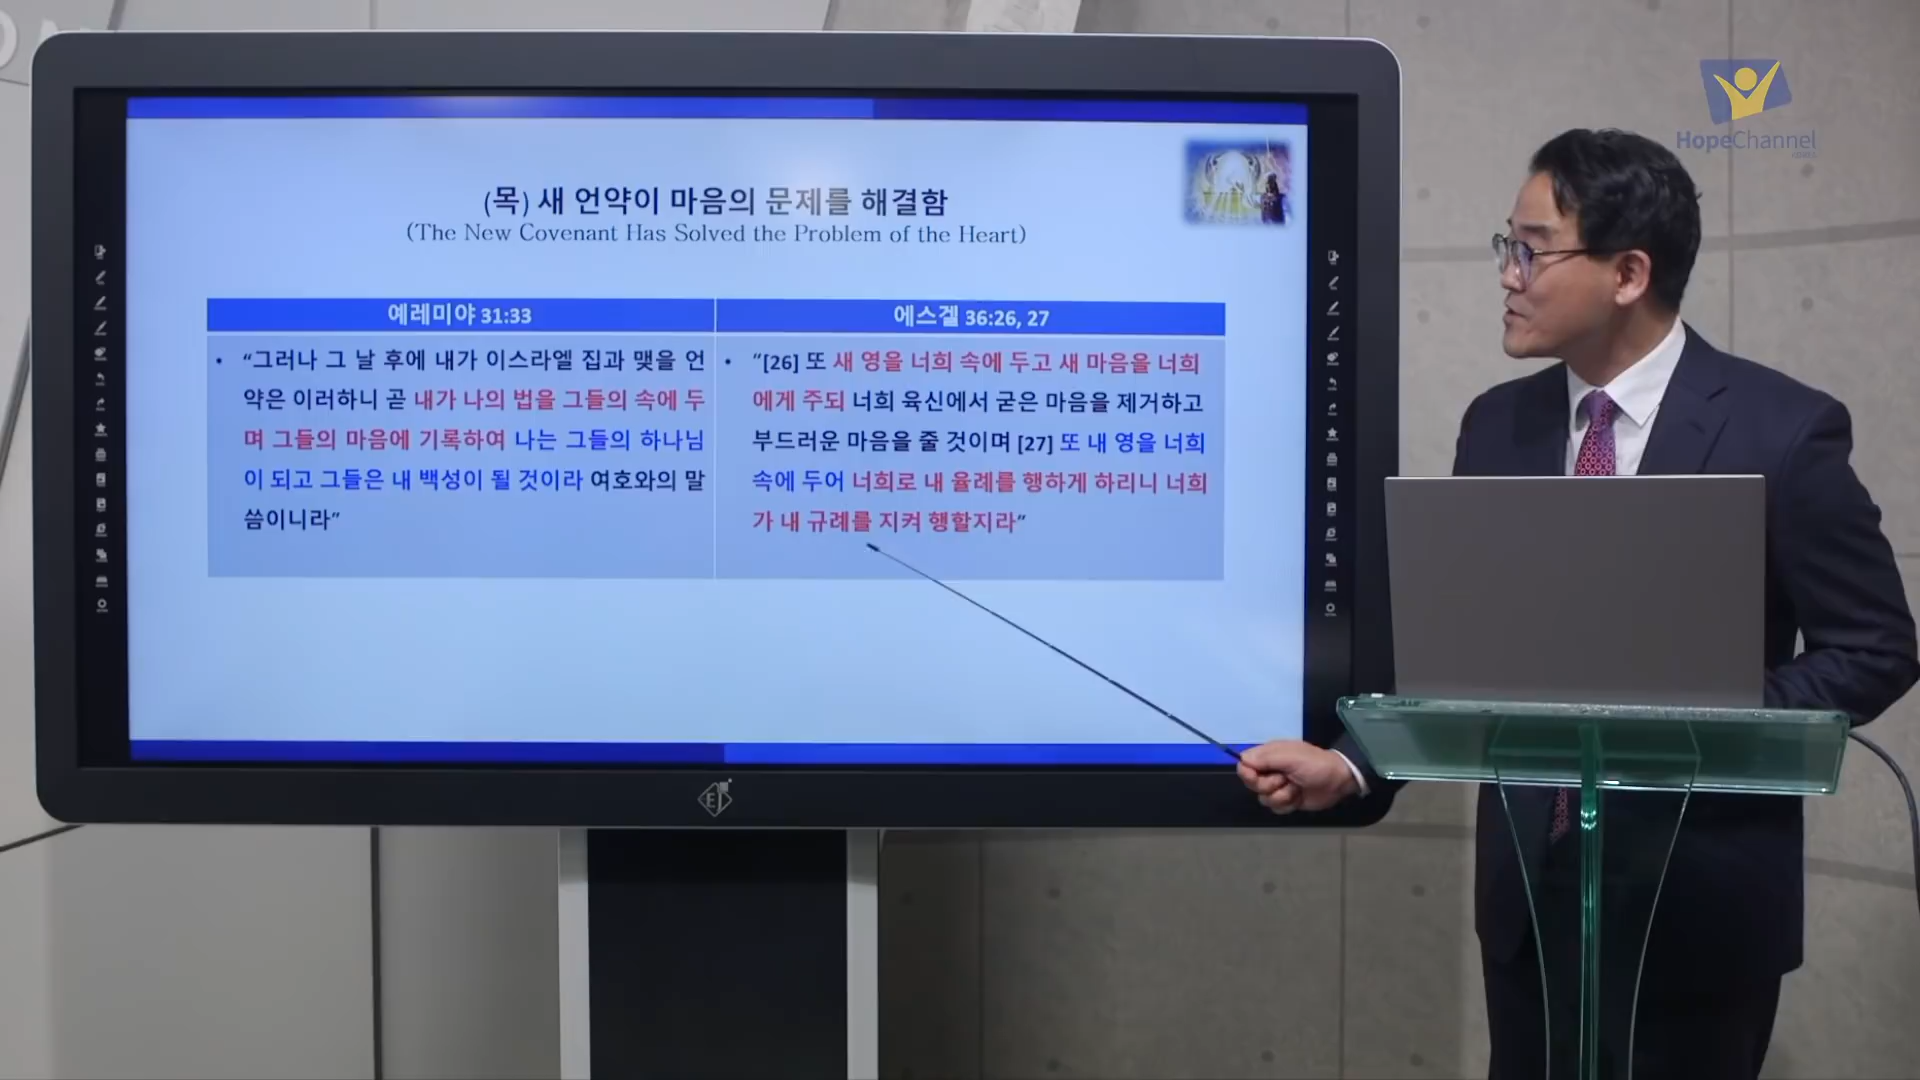 HopeChannel
(목) 새 언약이 마음의 문제를 해결함
(The New Covenant Has Solved the Problem of the Heart)
예레미야 31:33
• “그러나 그 날 후에 내가 이스라엘 집과 맺을 언
약은 이러하니 곧 내가 나의 법을 그들의 속에 두
며 그들의 마음에 기록하여 나는 그들의 하나님
이 되고 그들은 내 백성이 될 것이라 여호와의 말
씀이니라”
에스겔 36:26, 27
• “[26] 또 새 영을 너희 속에 두고 새 마음을 너희
에게 주되 너희 육신에서 굳은 마음을 제거하고
부드러운 마음을 줄 것이며 [27] 또 내 영을 너희
속에 두어 너희로 내 율례를 행하게 하리니 너희
가 내 규례를 지켜 행할지라”